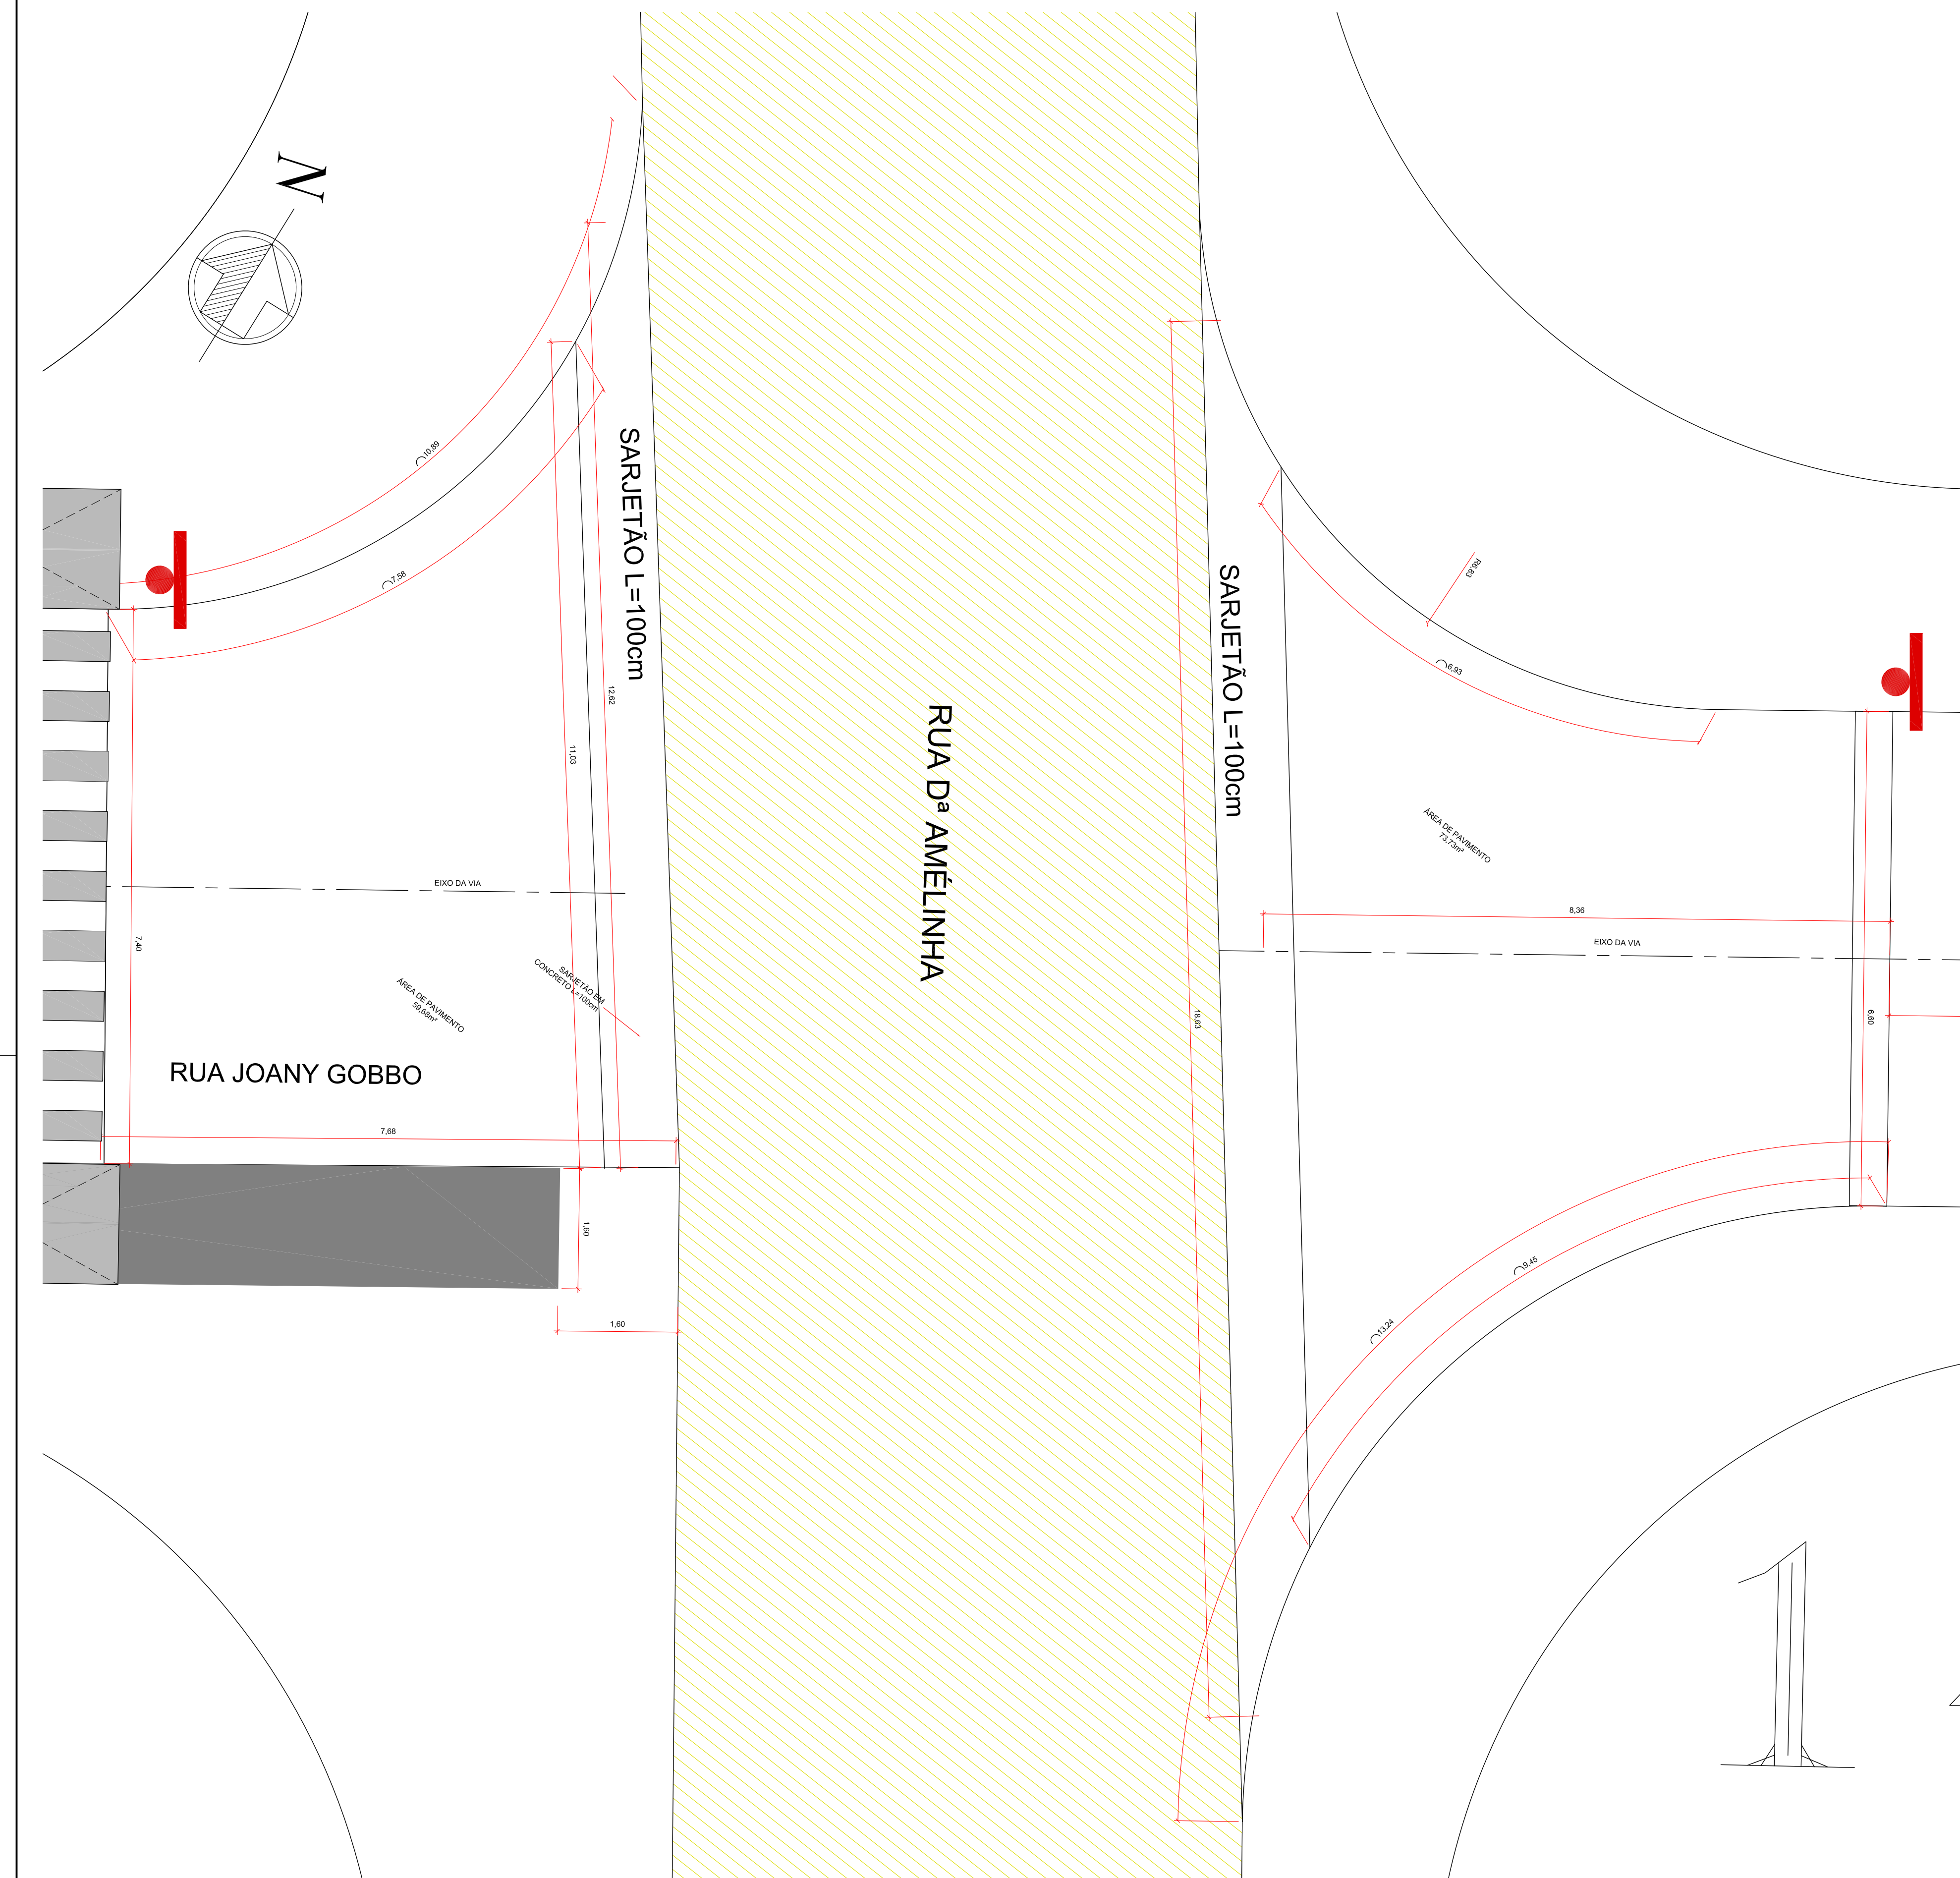 N
10,89
7,58
SARJETÃO L=100cm
12,62
11,03
EIXO DA VIA
7,40
SARJETÃO EM
CONCRETO L=100cm
ÁREA DE PAVIMENTO
59,68m²
RUA JOANY GOBBO
7,68
1,60
1,60
RUA Dª AMÉLINHA
SARJETÃO L=100cm
18,63
R6,83
6,93
ÁREA DE PAVIMENTO
73,73m²
8,36
EIXO DA VIA
6,60
9,45
13,24
1